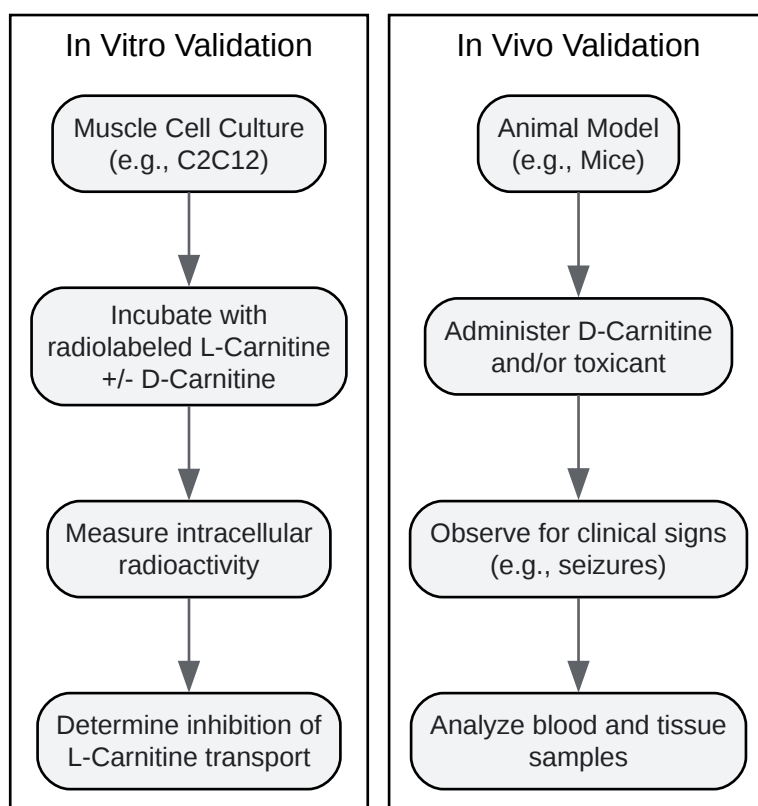 In Vitro Validation
Muscle Cell Culture
(e.g., C2C12)
Incubate with
radiolabeled L-Carnitine
+/- D-Carnitine
Measure intracellular
radioactivity
Determine inhibition of
L-Carnitine transport
In Vivo Validation
Animal Model
(e.g., Mice)
Administer D-Carnitine
and/or toxicant
Observe for clinical signs
(e.g., seizures)
Analyze blood and tissue
samples